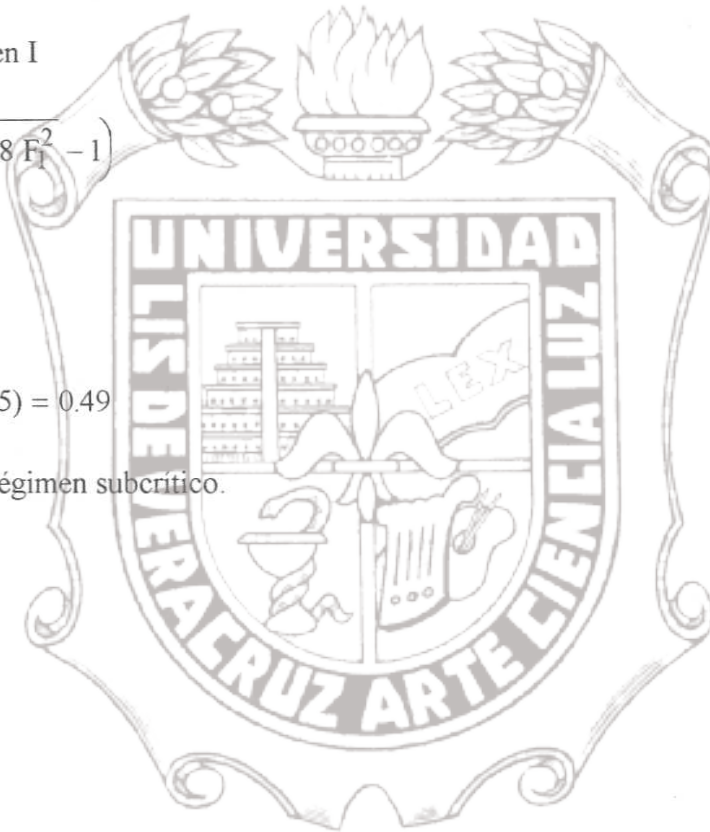 en I
8 F₁² – 1)
5) = 0.49
égimen subcrítico.
UNIVERSIDAD
LIS DE VERACRUZ ARTE CIENCIA LUZ
LEX